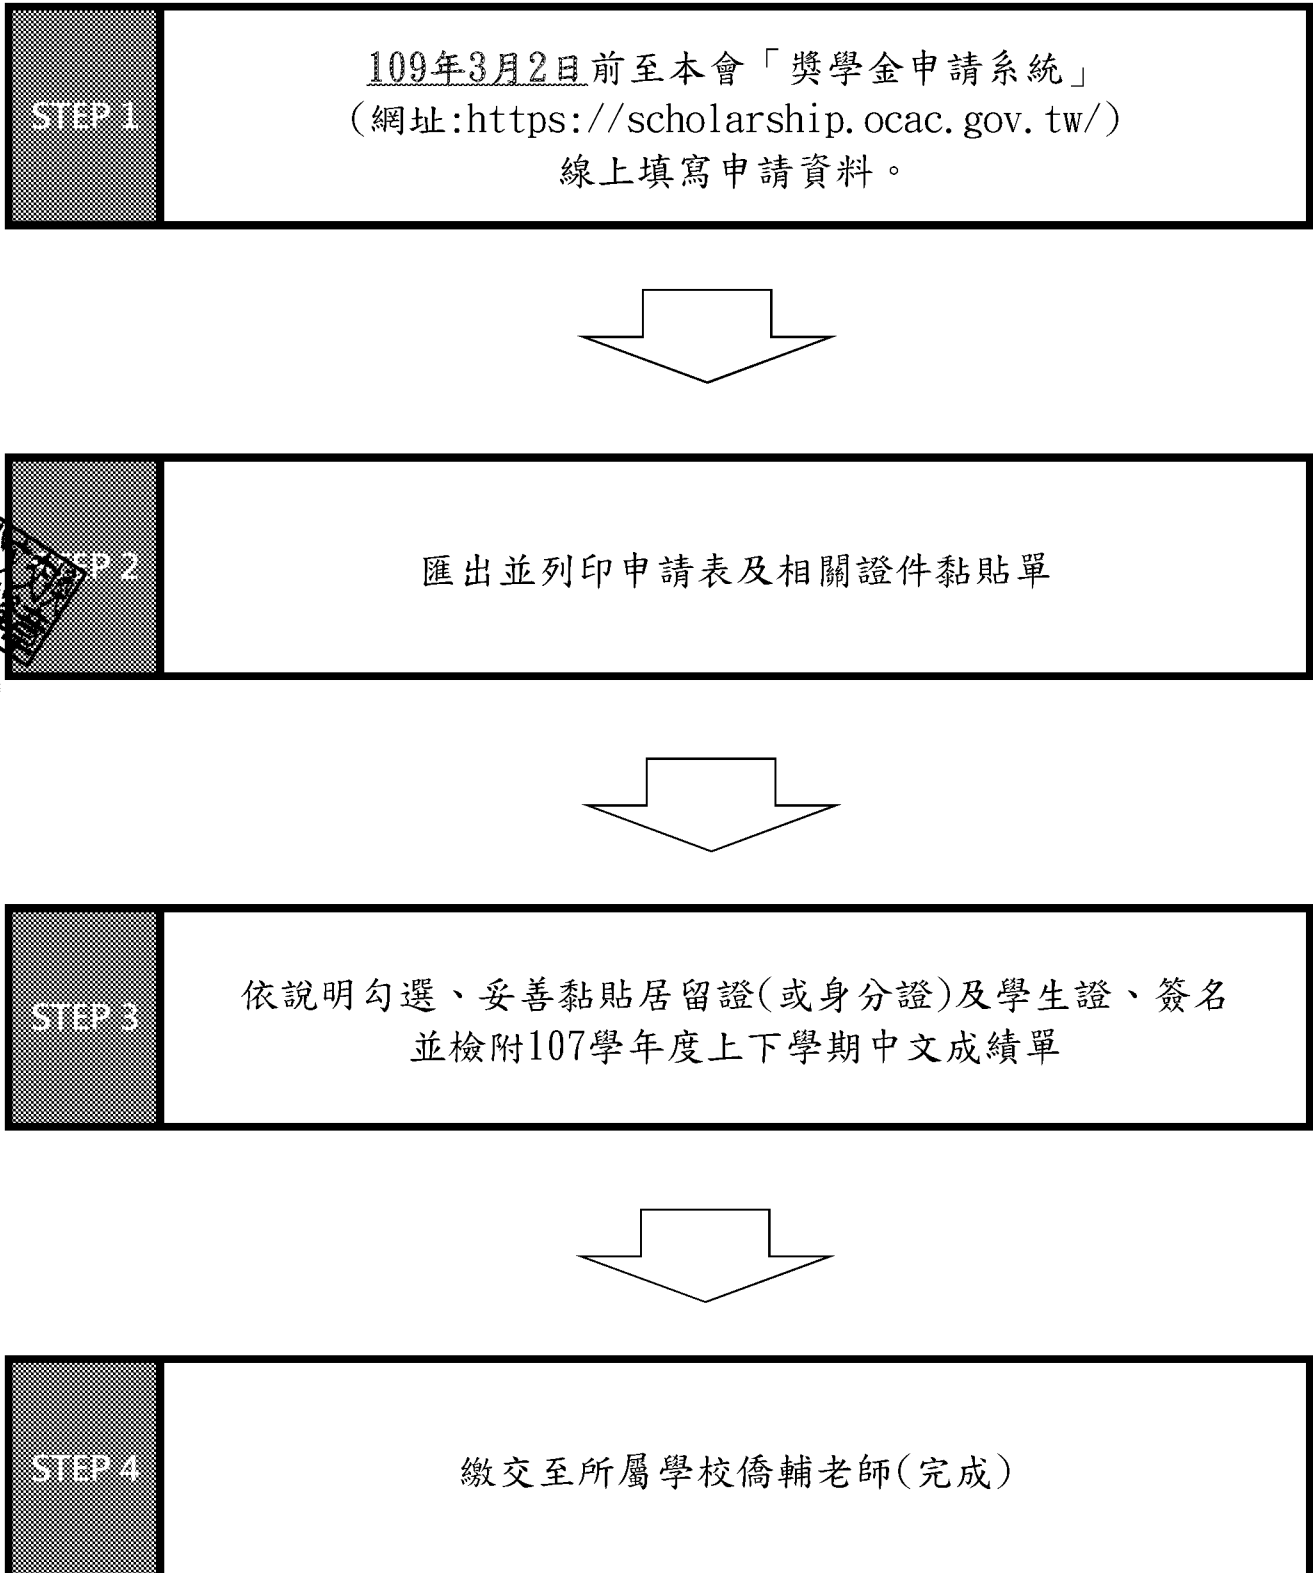 STEP 1
109年3月2日前至本會「獎學金申請系統」
(網址:https://scholarship.ocac.gov.tw/)
線上填寫申請資料。
STEP 2
匯出並列印申請表及相關證件黏貼單
STEP 3
依說明勾選、妥善黏貼居留證(或身分證)及學生證、簽名
並檢附107學年度上下學期中文成績單
STEP 4
繳交至所屬學校僑輔老師(完成)